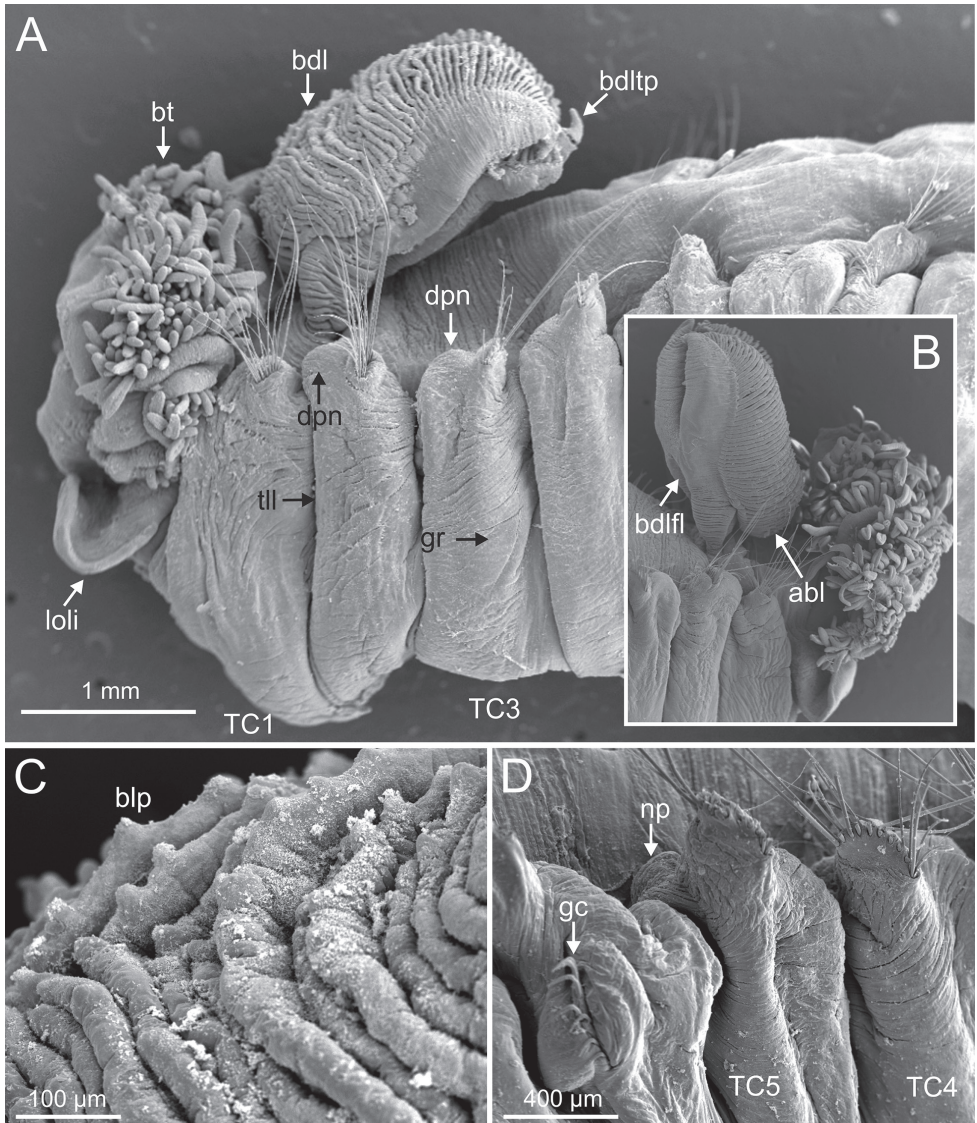 A
bdl
bdltp
bt
dpn
dpn
tll
gr
loli
1 mm
TC1
TC3
B
bdlfl
abl
C
blp
100 µm
D
np
gc
TC5
TC4
400 µm